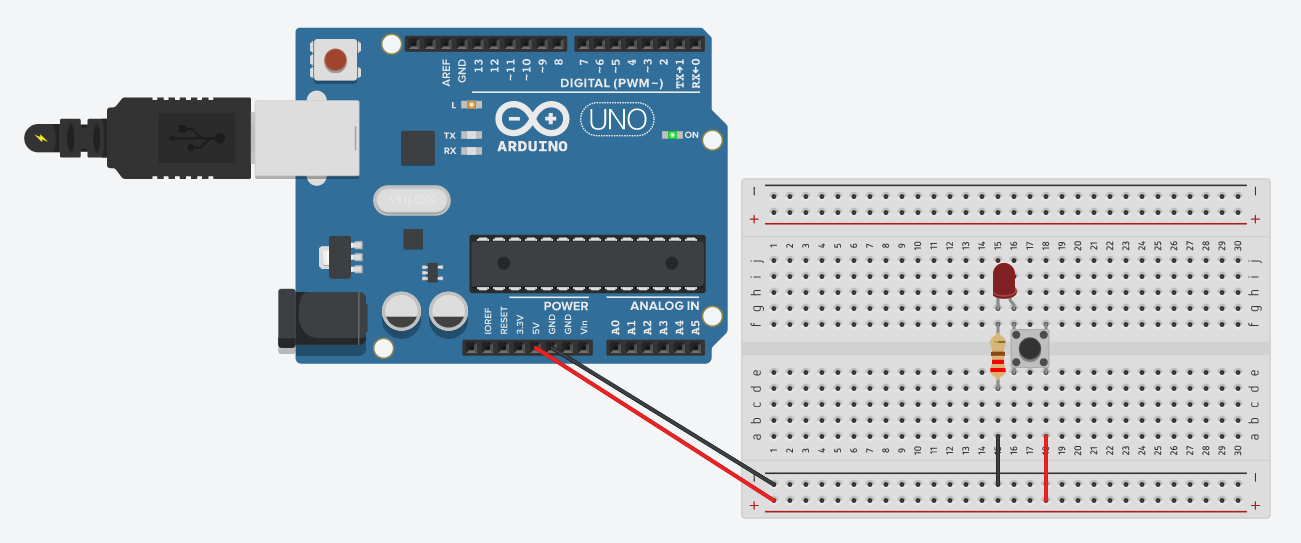 AREF GND 13 12 ~11 ~10 ~9 8 7 ~6 ~5 4 ~3 2 TX→1 RX←0
DIGITAL (PWM~)
L
TX
RX
ARDUINO
UNO
ON
POWER
ANALOG IN
IOREF RESET 3.3V 5V GND GND Vin A0 A1 A2 A3 A4 A5
− −
+ +
1 2 3 4 5 6 7 8 9 10 11 12 13 14 15 16 17 18 19 20 21 22 23 24 25 26 27 28 29 30
j j
i i
h h
g g
f f
e e
d d
c c
b b
a a
1 2 3 4 5 6 7 8 9 10 11 12 13 14 15 16 17 18 19 20 21 22 23 24 25 26 27 28 29 30
− −
+ +